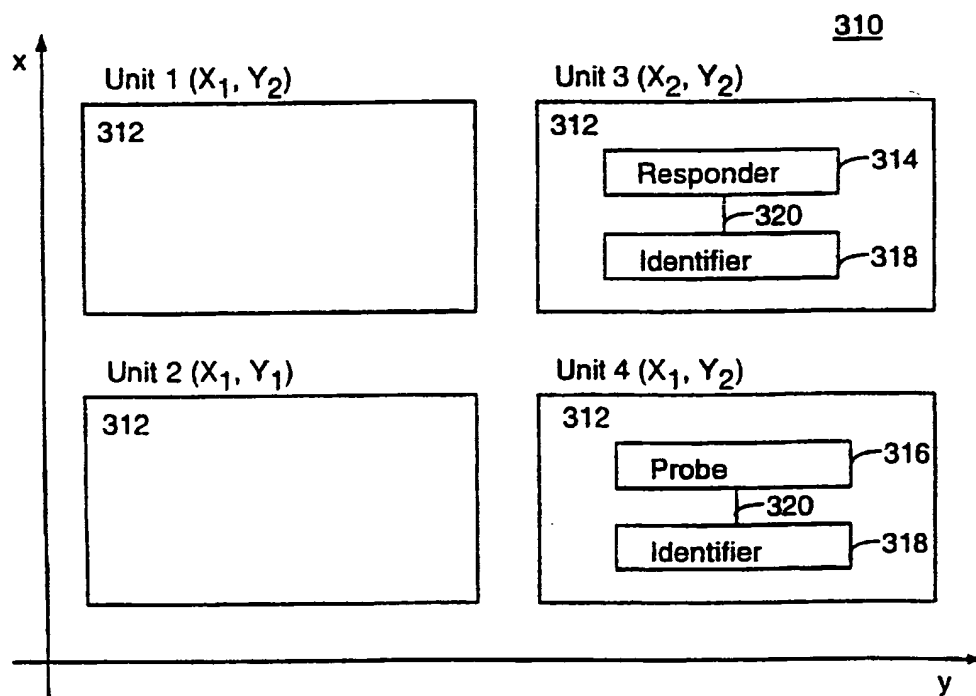 310
x
Unit 1 (X₁, Y₂)
312
Unit 3 (X₂, Y₂)
312
Responder
314
320
Identifier
318
Unit 2 (X₁, Y₁)
312
Unit 4 (X₁, Y₂)
312
Probe
316
320
Identifier
318
y